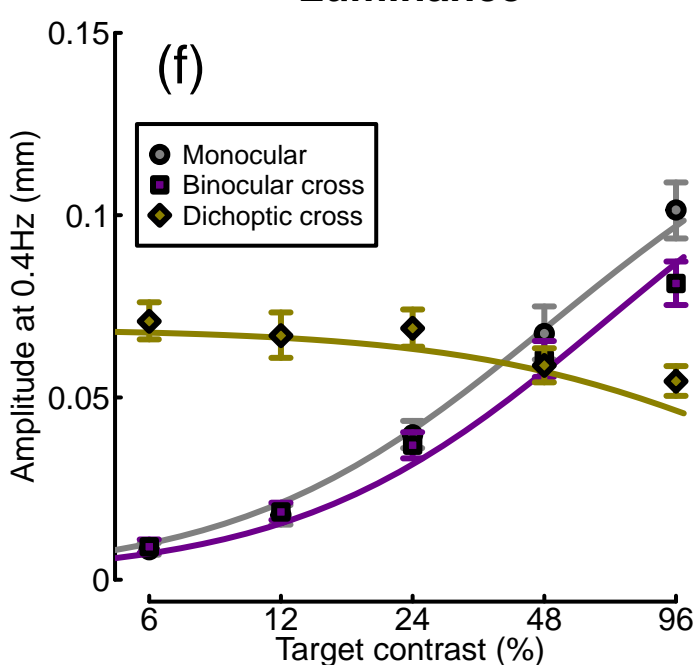 0.15
(f)
Monocular
Binocular cross
Dichoptic cross
0.1
0.05
0
Amplitude at 0.4Hz (mm)
6 12 24 48 96
Target contrast (%)